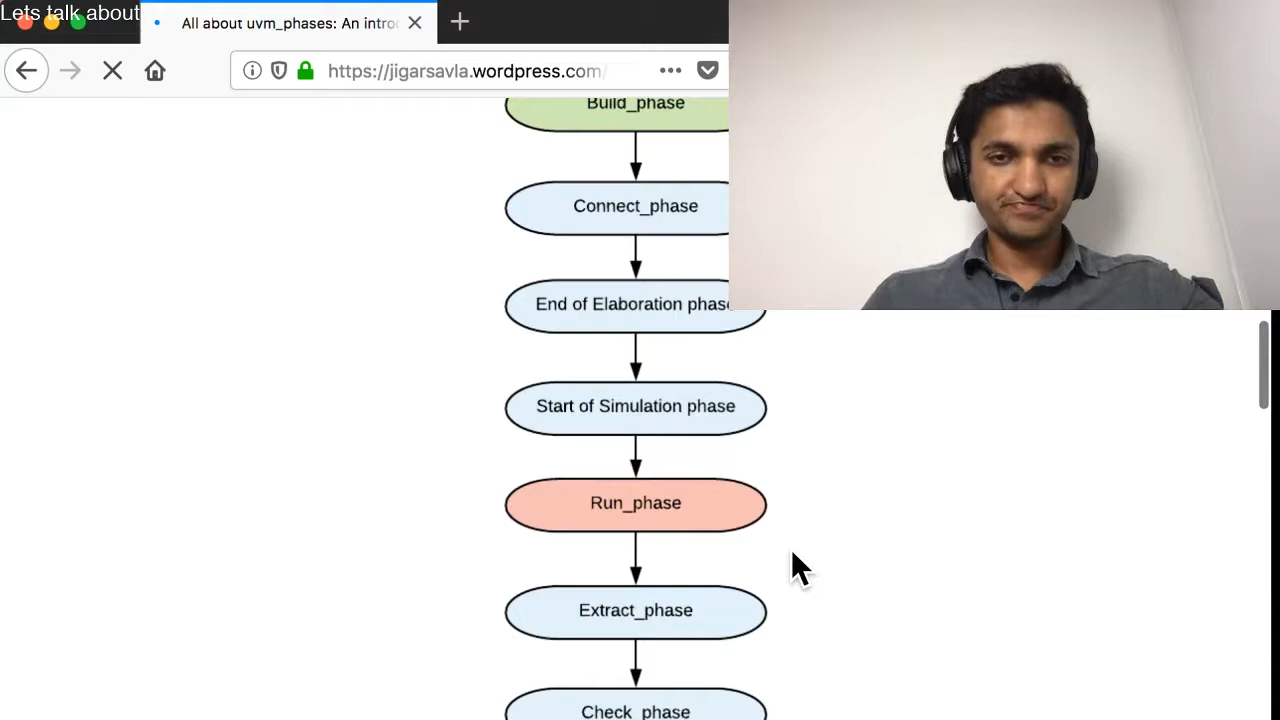 Lets talk about
All about uvm_phases: An intro
https://jigarsavla.wordpress.com/
Build_phase
Connect_phase
End of Elaboration phase
Start of Simulation phase
Run_phase
Extract_phase
Check_phase